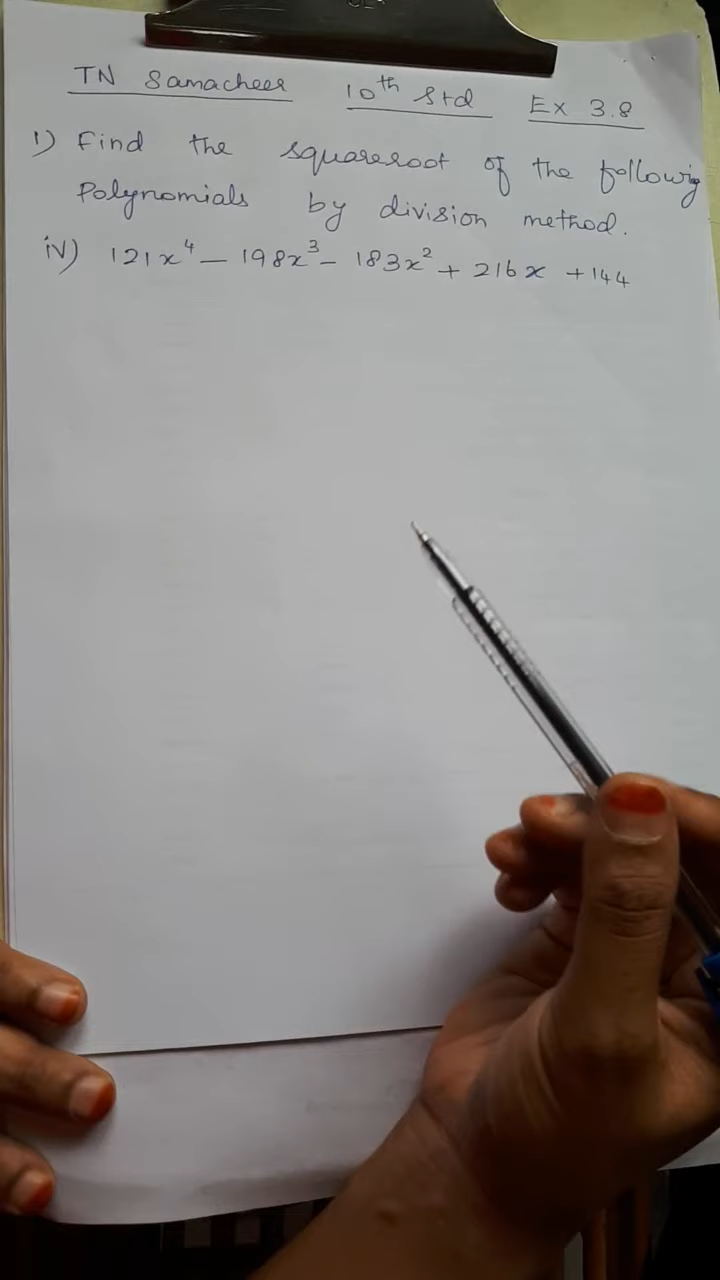 TN Samacheer 10th Std Ex 3.8
1) Find the squareroot of the following
Polynomials by division method.
iv) 121x⁴ – 198x³ – 183x² + 216x + 144